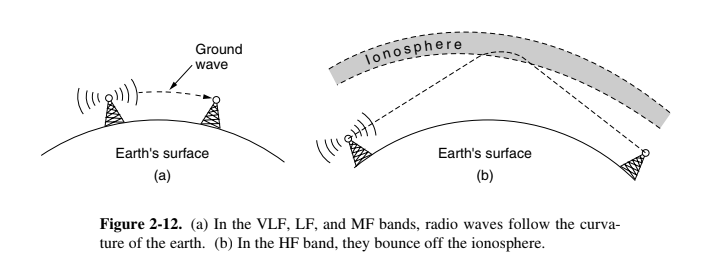 Ground
wave
Earth's surface
(a)
Ionosphere
Earth's surface
(b)
Figure 2-12. (a) In the VLF, LF, and MF bands, radio waves follow the curva-
ture of the earth. (b) In the HF band, they bounce off the ionosphere.